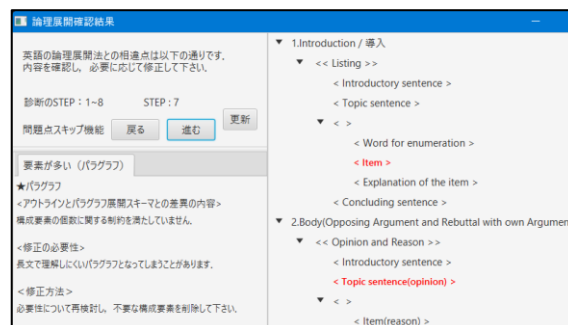 論理展開確認結果
英語の論理展開法との相違点は以下の通りです.
内容を確認し, 必要に応じて修正して下さい.
診断のSTEP：1~8 STEP : 7
問題点スキップ機能 戻る 進む 更新
要素が多い（パラグラフ）
★パラグラフ
<アウトラインとパラグラフ展開スキーマとの差異の内容>
構成要素の個数に関する制約を満たしていません.
<修正の必要性>
長文で理解しにくいパラグラフとなってしまうことがあります.
<修正方法>
必要性について再検討し, 不要な構成要素を削除して下さい.
1.Introduction / 導入
<< Listing >>
< Introductory sentence >
< Topic sentence >
< >
< Word for enumeration >
< Item >
< Explanation of the item >
< Concluding sentence >
2.Body(Opposing Argument and Rebuttal with own Argumen
<< Opinion and Reason >>
< Introductory sentence >
< Topic sentence(opinion) >
< >
< Item(reason) >